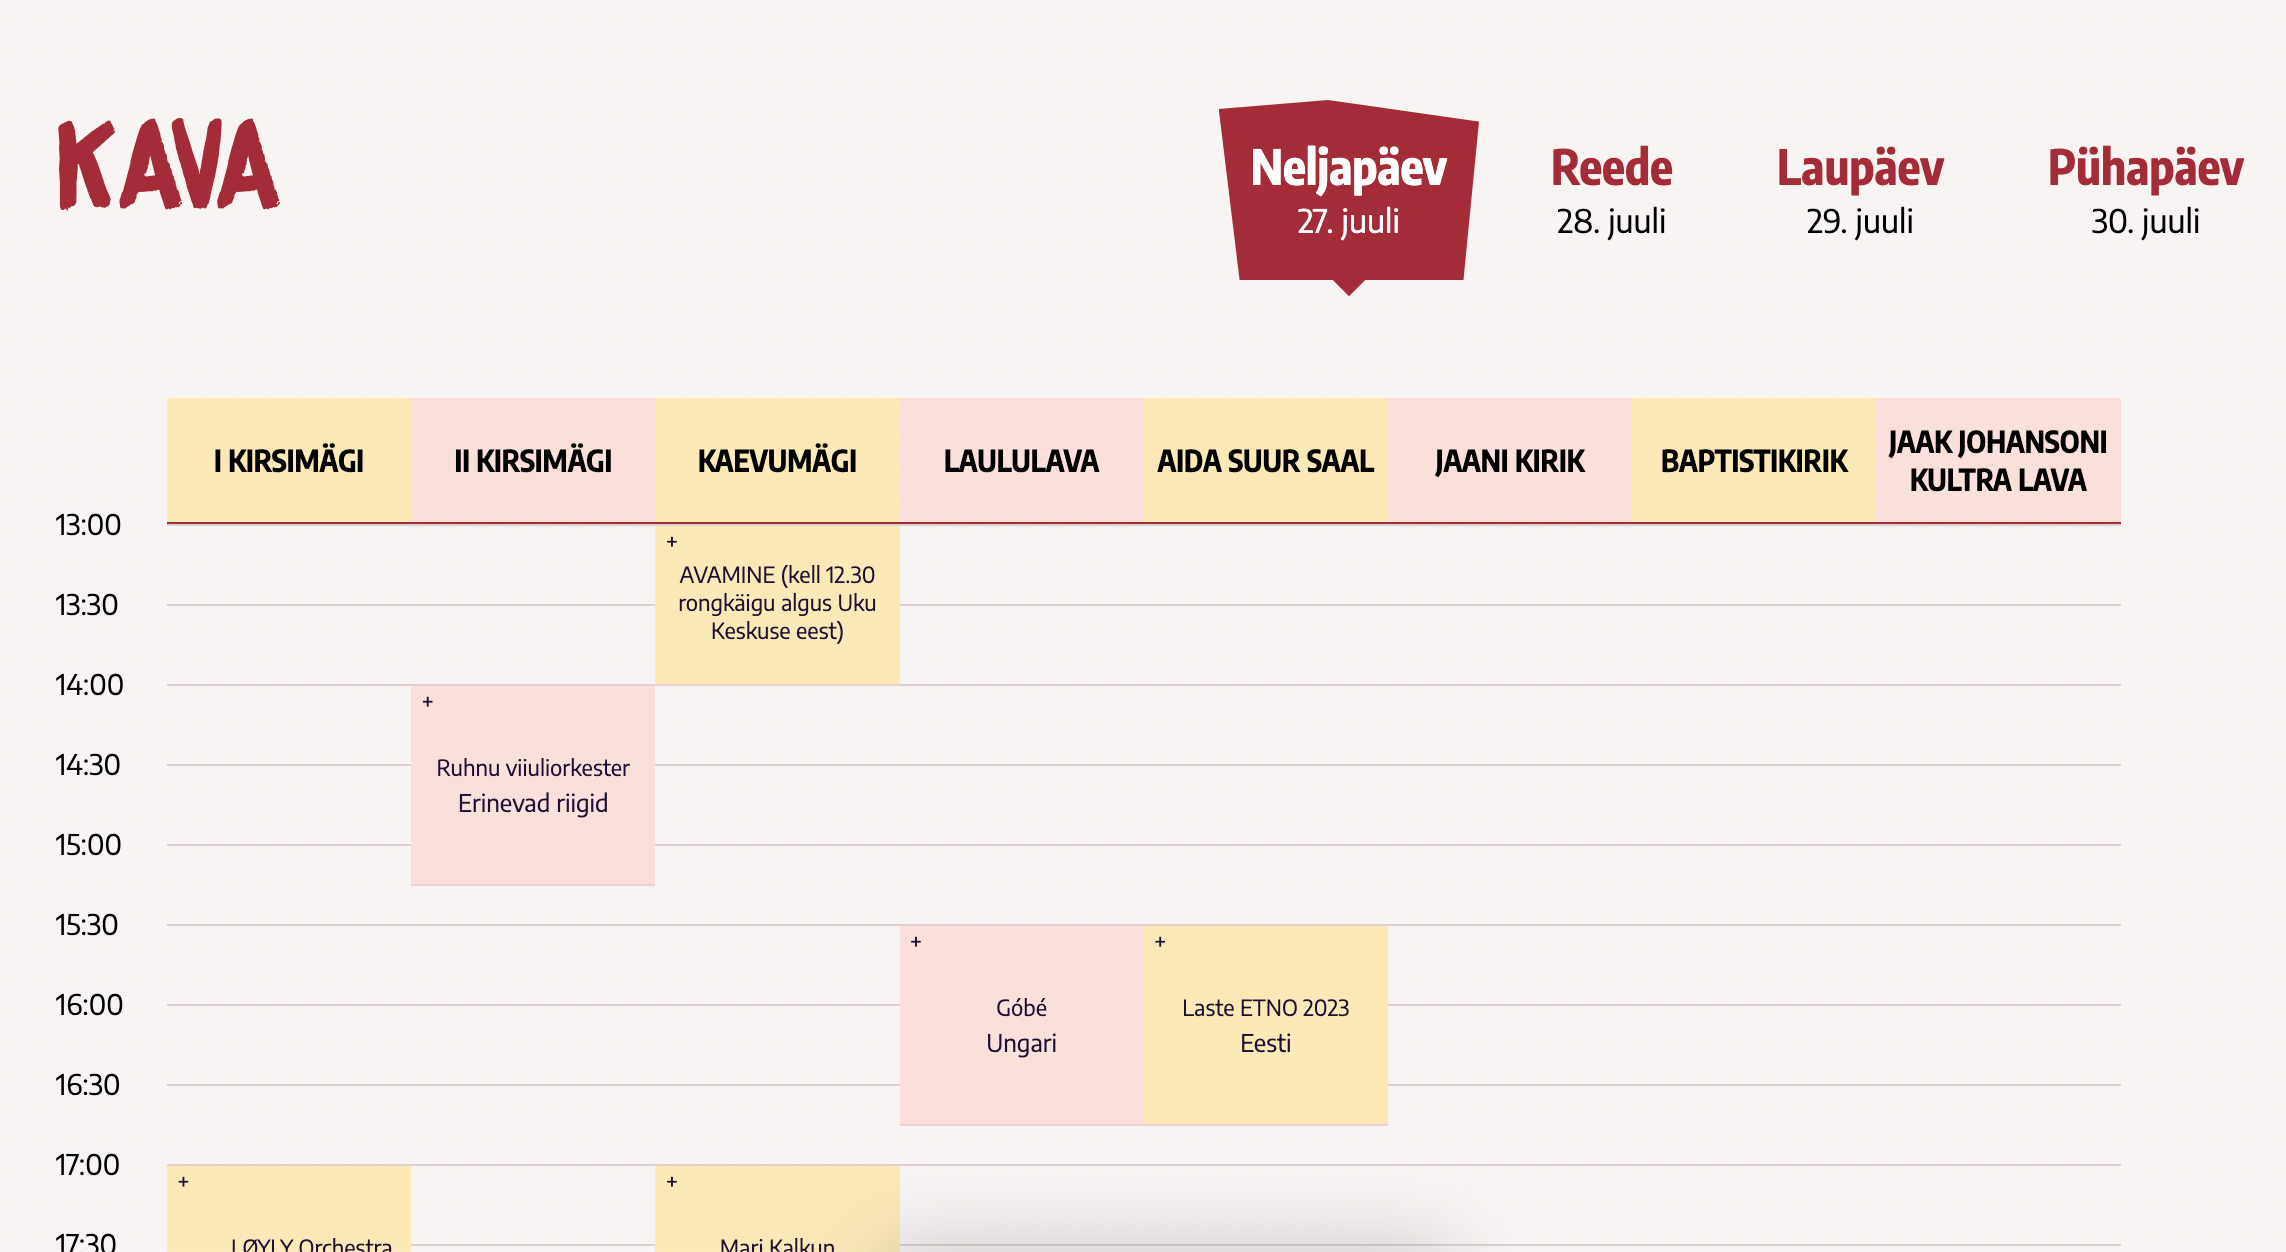 KAVA
Neljapäev
27. juuli
Reede
28. juuli
Laupäev
29. juuli
Pühapäev
30. juuli
I KIRSIMÄGI
II KIRSIMÄGI
KAEVUMÄGI
LAULULAVA
AIDA SUUR SAAL
JAANI KIRIK
BAPTISTIKIRIK
JAAK JOHANSONI
KULTRA LAVA
13:00
+
AVAMINE (kell 12.30
rongkäigu algus Uku
Keskuse eest)
13:30
14:00
+
Ruhnu viiuliorkester
Erinevad riigid
14:30
15:00
15:30
+
Góbé
Ungari
+
Laste ETNO 2023
Eesti
16:00
16:30
17:00
+
LØYLY Orchestra
+
Mari Kalkun
17:30